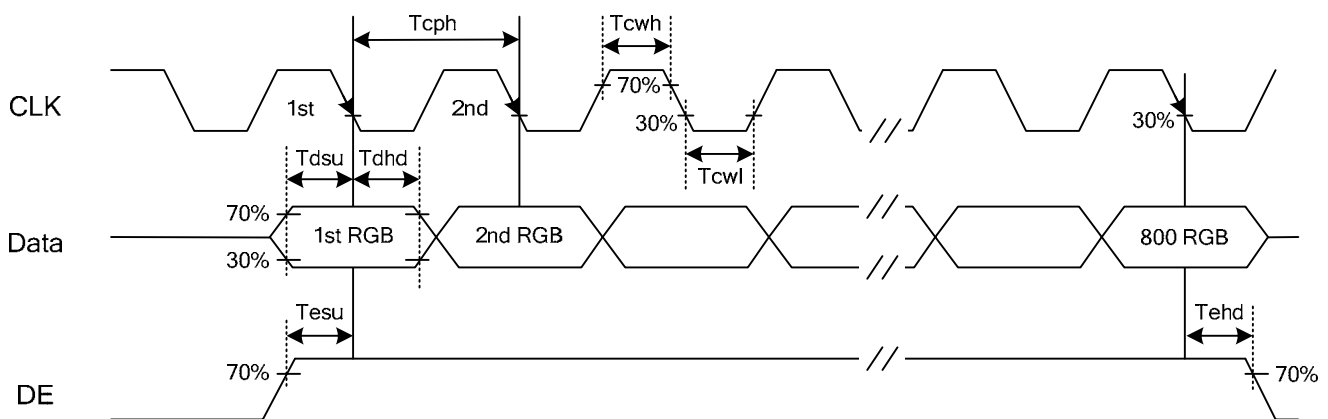 Tcph
Tcwh
CLK
1st
2nd
70%
30%
30%
Tcwl
Tdsu
Tdhd
70%
Data
1st RGB
2nd RGB
800 RGB
30%
Tesu
Tehd
70%
70%
DE